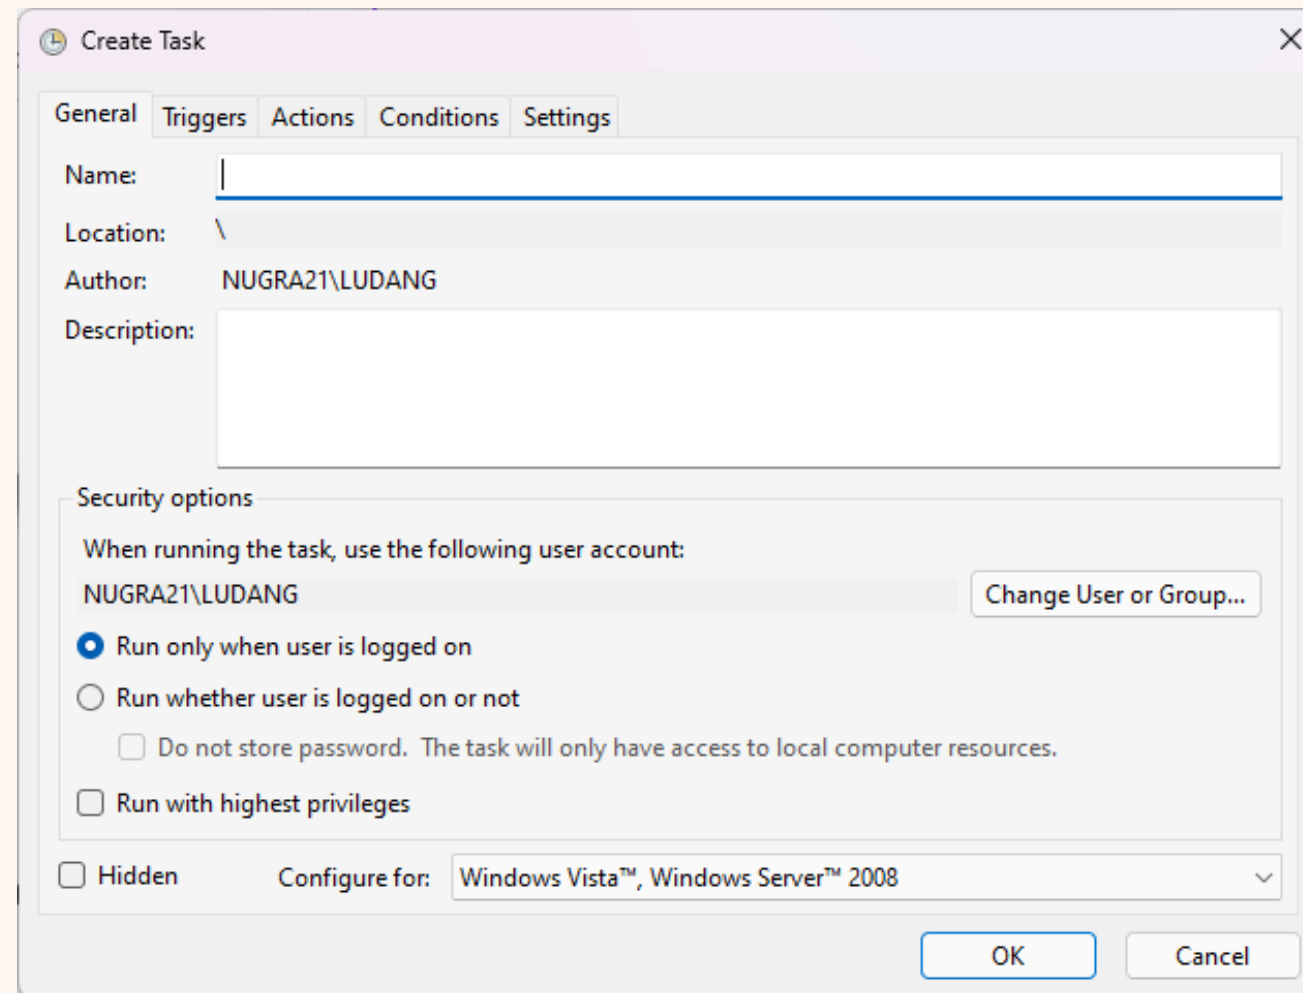 Create Task
General Triggers Actions Conditions Settings
Name:
Location: \
Author: NUGRA21\LUDANG
Description:
Security options
When running the task, use the following user account:
NUGRA21\LUDANG Change User or Group...
Run only when user is logged on
Run whether user is logged on or not
Do not store password.  The task will only have access to local computer resources.
Run with highest privileges
Hidden Configure for: Windows Vista™, Windows Server™ 2008
OK Cancel